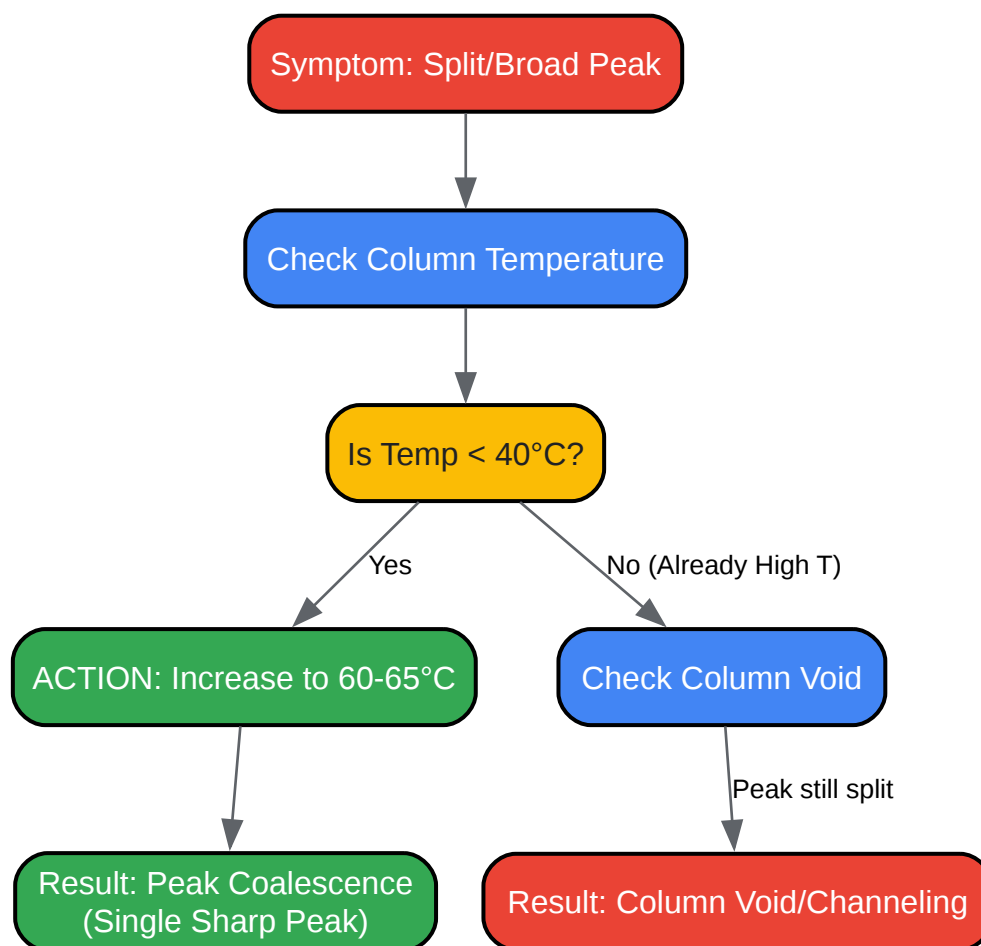 Symptom: Split/Broad Peak
Check Column Temperature
Is Temp < 40°C?
Yes
No (Already High T)
ACTION: Increase to 60-65°C
Check Column Void
Peak still split
Result: Peak Coalescence
(Single Sharp Peak)
Result: Column Void/Channeling